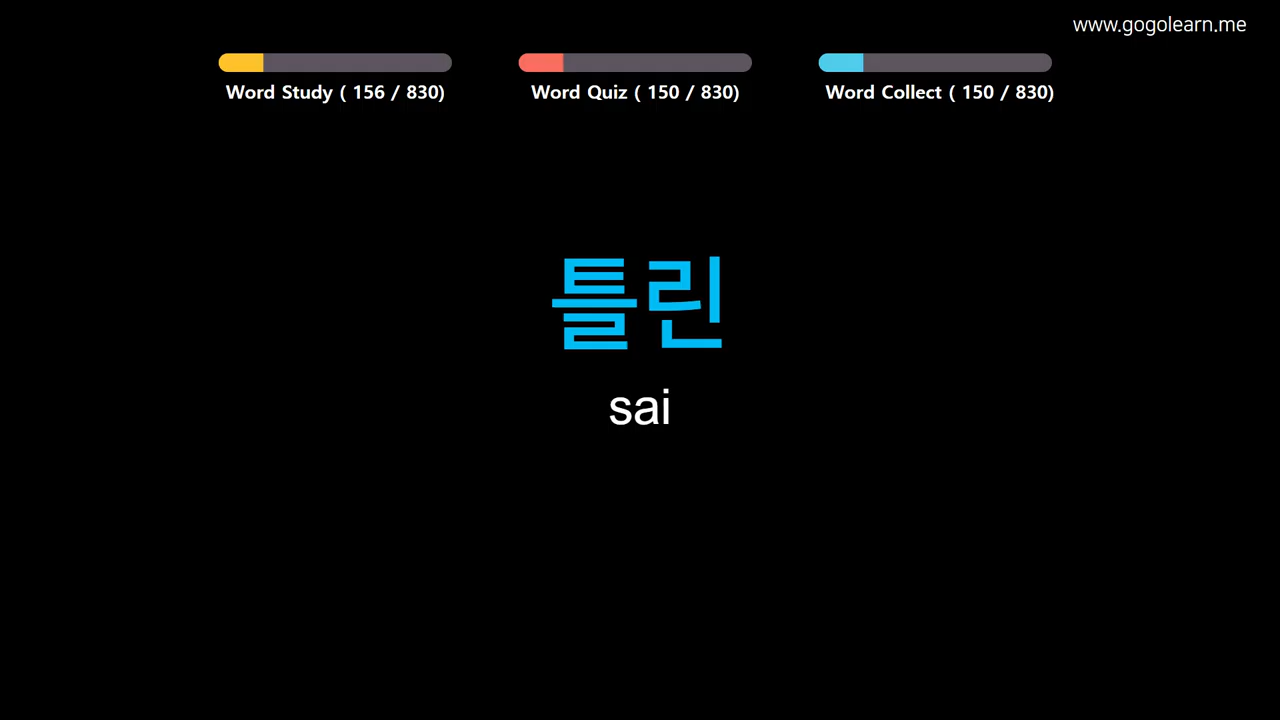 www.gogolearn.me
Word Study ( 156 / 830)
Word Quiz ( 150 / 830)
Word Collect ( 150 / 830)
틀린
sai